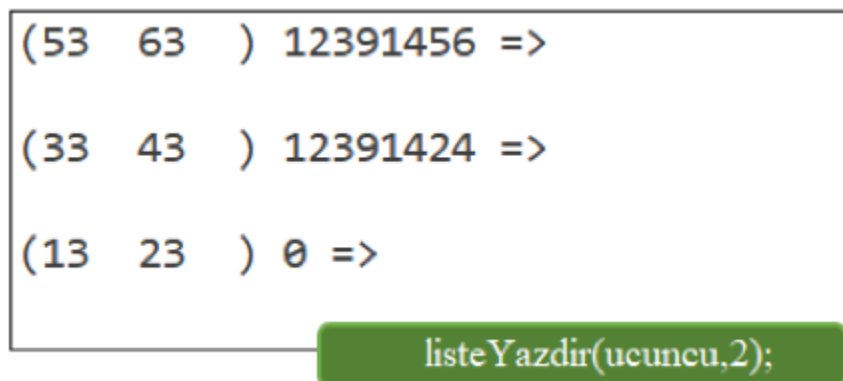 (53  63  ) 12391456 =>
(33  43  ) 12391424 =>
(13  23  ) 0 =>
listeYazdir(ucuncu,2);